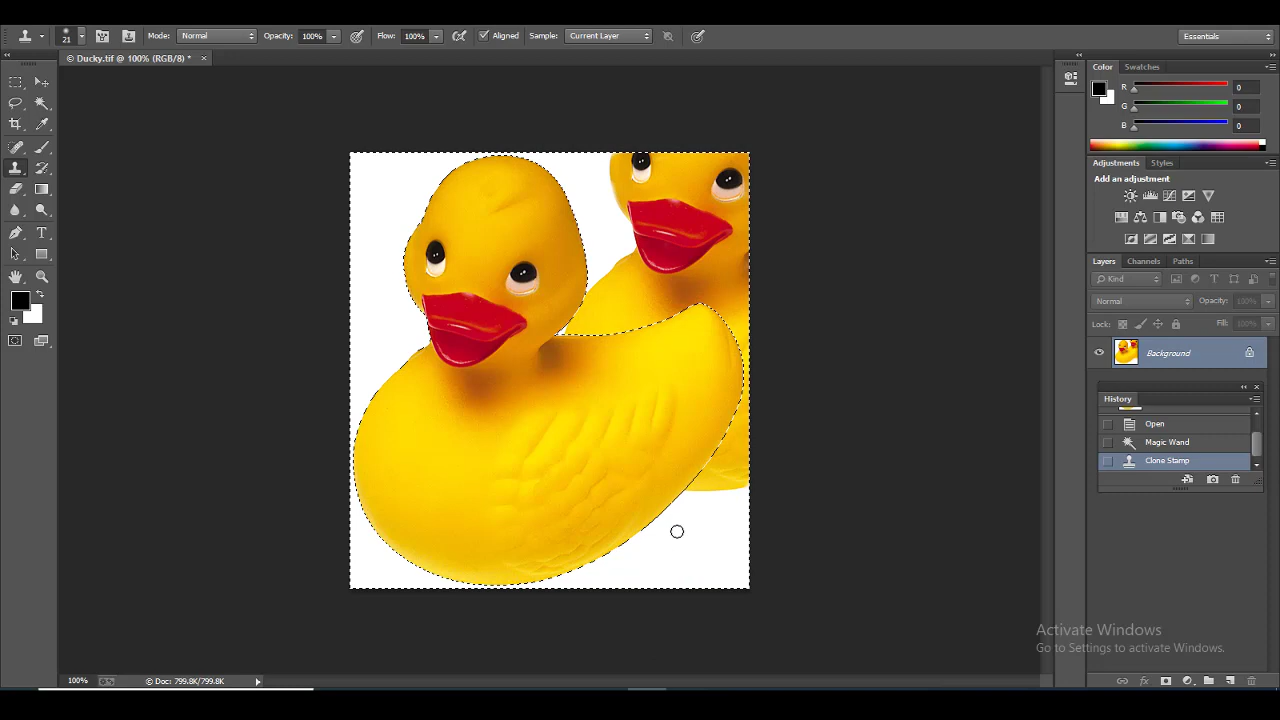 21 Mode: Normal Opacity: 100% Flow: 100% Aligned Sample: Current Layer Essentials
© Ducky.tif @ 100% (RGB/8) * ×
Color Swatches
R 0
G 0
B 0
Adjustments Styles
Add an adjustment
Layers Channels Paths
Kind
Normal Opacity: 100%
Lock: Fill: 100%
Background
History
Open
Magic Wand
Clone Stamp
Activate Windows
Go to Settings to activate Windows.
100% © Doc: 799.8K/799.8K